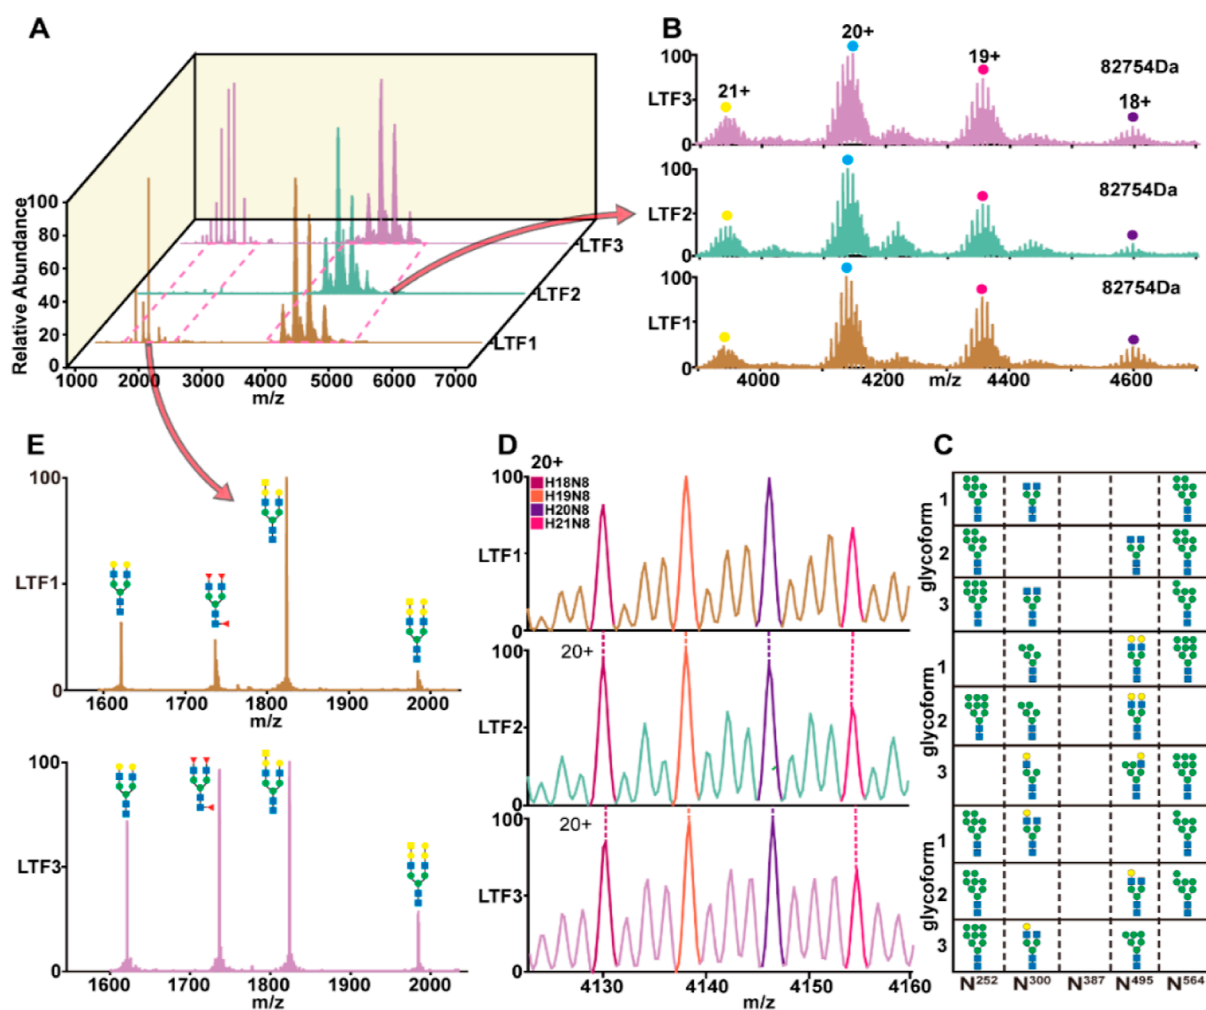 A
Relative Abundance
100
80
60
40
20
0
LTF3
LTF2
LTF1
1000 2000 3000 4000 5000 6000 7000
m/z
B
20+
100
21+
19+
82754Da
LTF3
18+
0
100
82754Da
LTF2
0
100
82754Da
LTF1
0
4000 4200 m/z 4400 4600
E
100
LTF1
0
1600 1700 1800 1900 2000
m/z
100
LTF3
0
1600 1700 1800 1900 2000
m/z
D
20+
100
H18N8
H19N8
H20N8
H21N8
LTF1
0
100
20+
LTF2
0
100
20+
LTF3
0
4130 4140 4150 4160
m/z
C
glycoform
1
2
3
glycoform
1
2
3
glycoform
1
2
3
N252 N300 N387 N495 N564